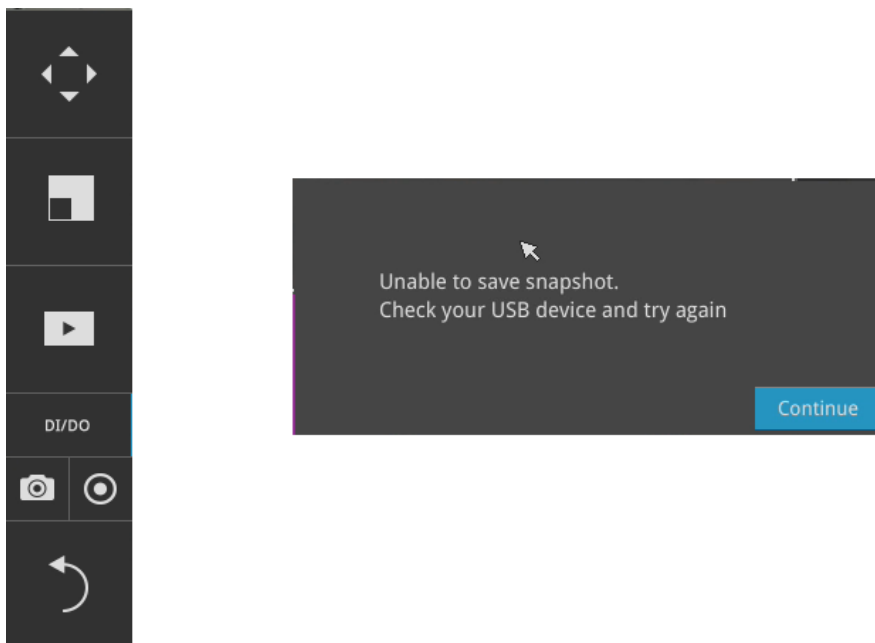 Unable to save snapshot.
Check your USB device and try again
Continue
DI/DO